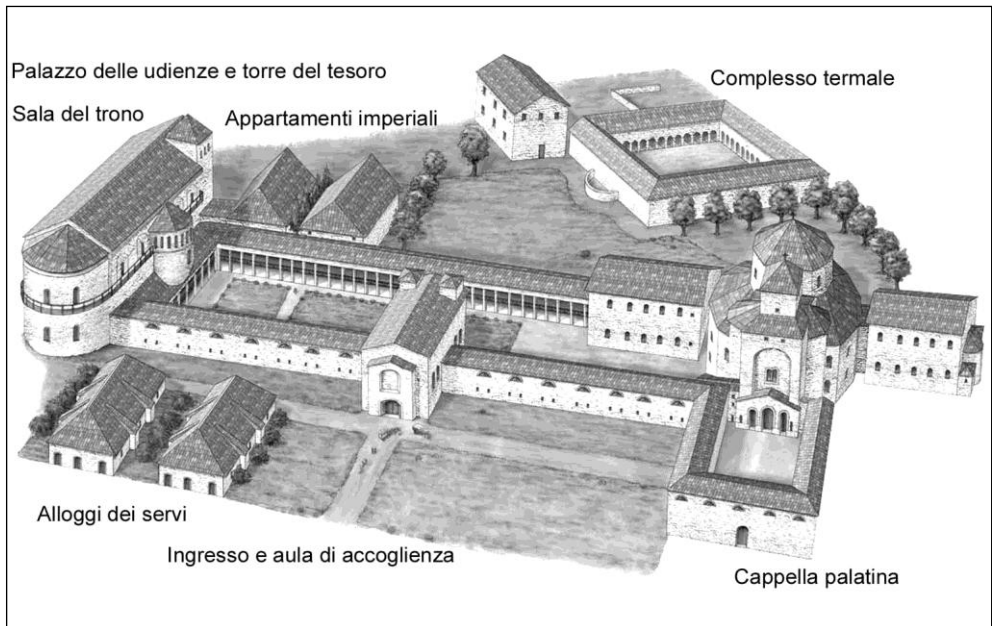 Palazzo delle udienze e torre del tesoro
Complesso termale
Sala del trono
Appartamenti imperiali
Alloggi dei servi
Ingresso e aula di accoglienza
Cappella palatina